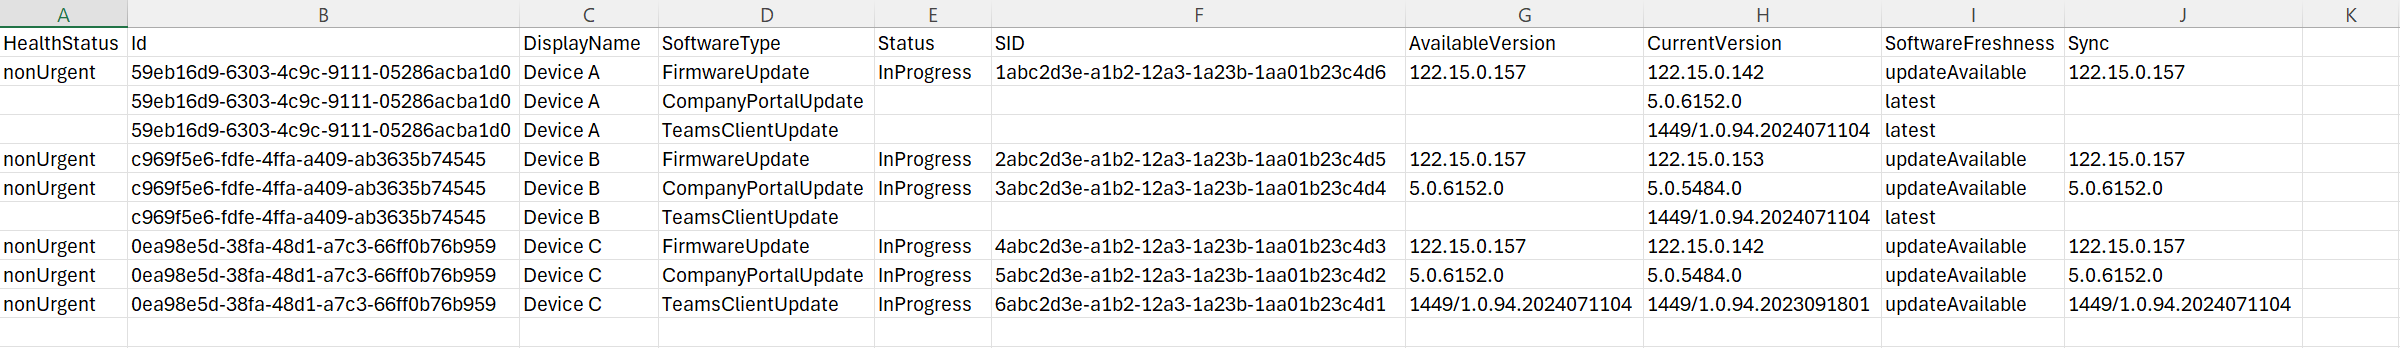 A B C D E F G H I J K
HealthStatus Id DisplayName SoftwareType Status SID AvailableVersion CurrentVersion SoftwareFreshness Sync
nonUrgent 59eb16d9-6303-4c9c-9111-05286acba1d0 Device A FirmwareUpdate InProgress 1abc2d3e-a1b2-12a3-1a23b-1aa01b23c4d6 122.15.0.157 122.15.0.142 updateAvailable 122.15.0.157
59eb16d9-6303-4c9c-9111-05286acba1d0 Device A CompanyPortalUpdate 5.0.6152.0 latest
59eb16d9-6303-4c9c-9111-05286acba1d0 Device A TeamsClientUpdate 1449/1.0.94.2024071104 latest
nonUrgent c969f5e6-fdfe-4ffa-a409-ab3635b74545 Device B FirmwareUpdate InProgress 2abc2d3e-a1b2-12a3-1a23b-1aa01b23c4d5 122.15.0.157 122.15.0.153 updateAvailable 122.15.0.157
nonUrgent c969f5e6-fdfe-4ffa-a409-ab3635b74545 Device B CompanyPortalUpdate InProgress 3abc2d3e-a1b2-12a3-1a23b-1aa01b23c4d4 5.0.6152.0 5.0.5484.0 updateAvailable 5.0.6152.0
c969f5e6-fdfe-4ffa-a409-ab3635b74545 Device B TeamsClientUpdate 1449/1.0.94.2024071104 latest
nonUrgent 0ea98e5d-38fa-48d1-a7c3-66ff0b76b959 Device C FirmwareUpdate InProgress 4abc2d3e-a1b2-12a3-1a23b-1aa01b23c4d3 122.15.0.157 122.15.0.142 updateAvailable 122.15.0.157
nonUrgent 0ea98e5d-38fa-48d1-a7c3-66ff0b76b959 Device C CompanyPortalUpdate InProgress 5abc2d3e-a1b2-12a3-1a23b-1aa01b23c4d2 5.0.6152.0 5.0.5484.0 updateAvailable 5.0.6152.0
nonUrgent 0ea98e5d-38fa-48d1-a7c3-66ff0b76b959 Device C TeamsClientUpdate InProgress 6abc2d3e-a1b2-12a3-1a23b-1aa01b23c4d1 1449/1.0.94.2024071104 1449/1.0.94.2023091801 updateAvailable 1449/1.0.94.2024071104